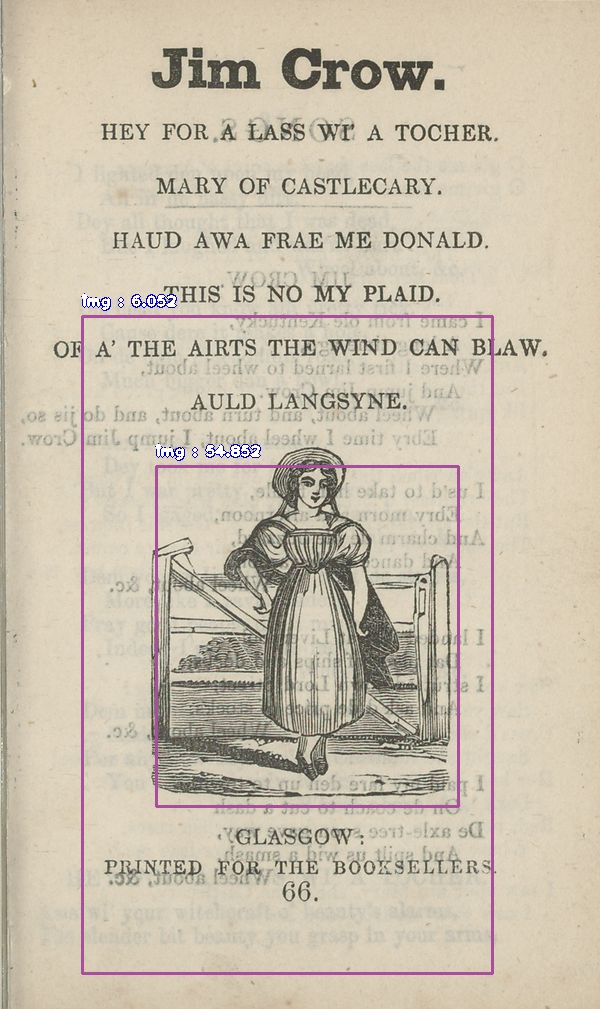 Jim Crow.
HEY FOR A LASS WI' A TOCHER.
MARY OF CASTLECARY.
HAUD AWA FRAE ME DONALD.
THIS IS NO MY PLAID.
img : 6.052
OF A' THE AIRTS THE WIND CAN BLAW.
AULD LANGSYNE.
img : 54.852
GLASGOW:
PRINTED FOR THE BOOKSELLERS.
66.